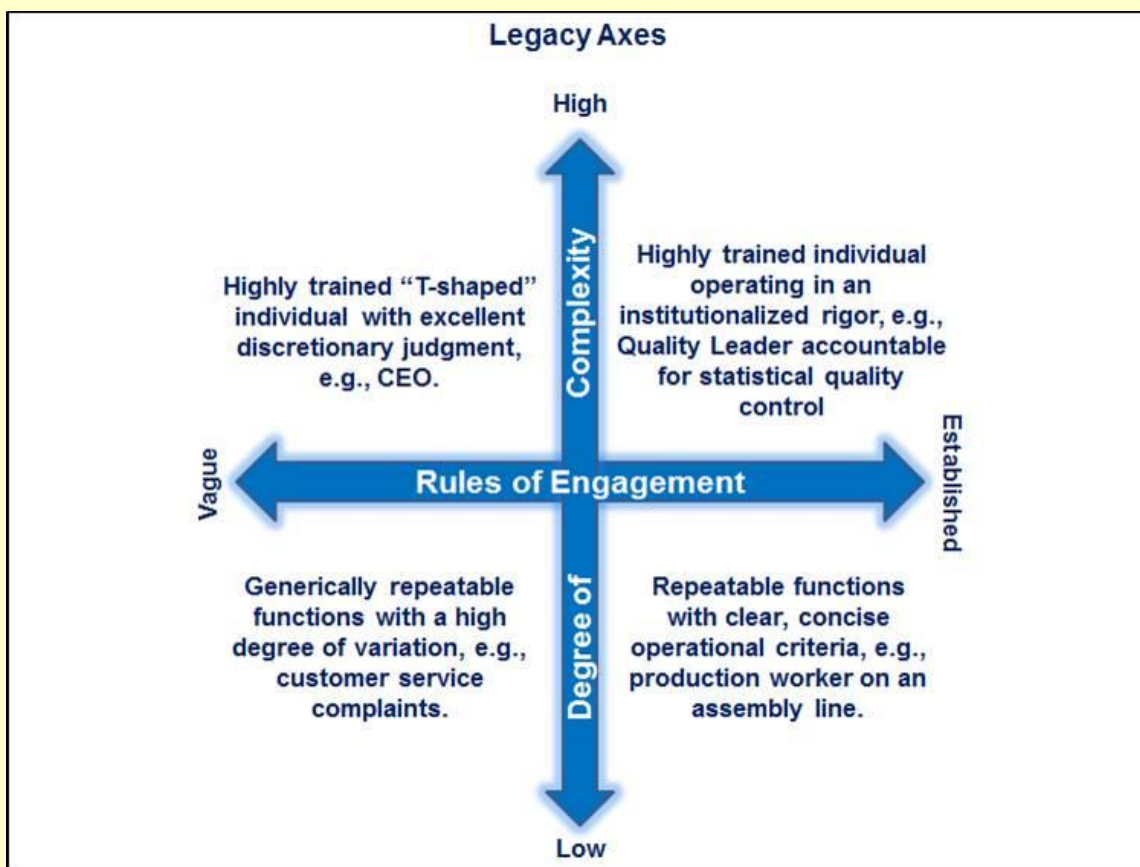 Legacy Axes
High
Highly trained “T-shaped”
individual with excellent
discretionary judgment,
e.g., CEO.
Highly trained individual
operating in an
institutionalized rigor, e.g.,
Quality Leader accountable
for statistical quality
control
Degree of Complexity
Vague
Rules of Engagement
Established
Generically repeatable
functions with a high
degree of variation, e.g.,
customer service
complaints.
Repeatable functions
with clear, concise
operational criteria, e.g.,
production worker on an
assembly line.
Low